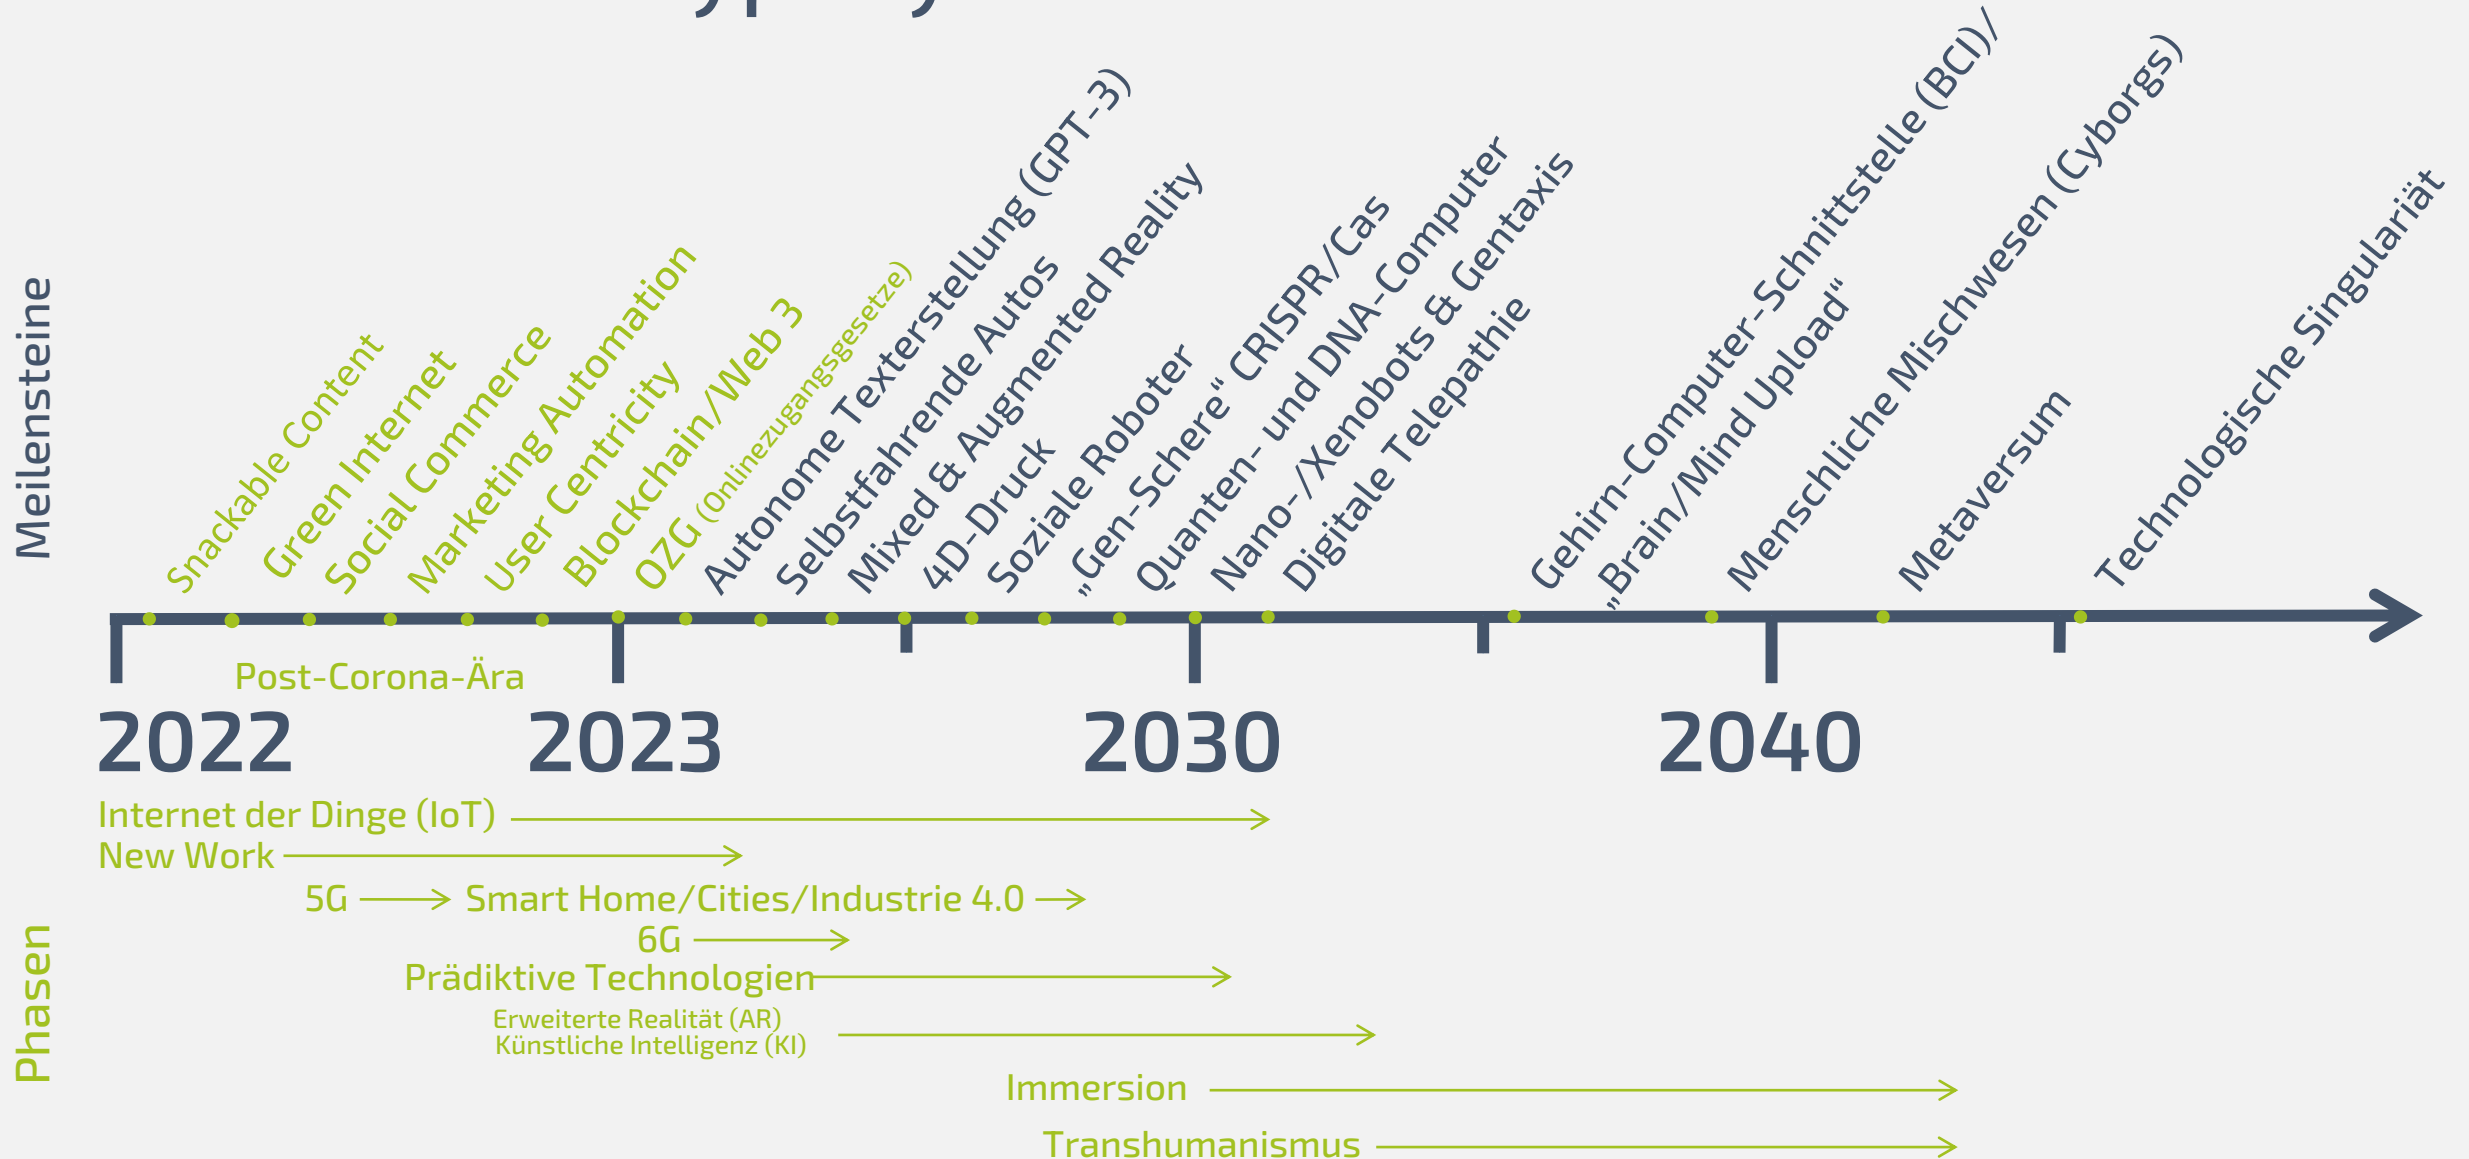 Meilensteine
Snackable Content
Green Internet
Social Commerce
Marketing Automation
User Centricity
Blockchain/Web 3
OZG (Onlinezugangsgesetze)
Autonome Texterstellung (GPT-3)
Selbstfahrende Autos
Mixed & Augmented Reality
4D-Druck
Soziale Roboter
„Gen-Schere“ CRISPR/Cas
Quanten- und DNA-Computer
Nano-/Xenobots & Gentaxis
Digitale Telepathie
Gehirn-Computer-Schnittstelle (BCI)/
„Brain/Mind Upload“
Menschliche Mischwesen (Cyborgs)
Metaversum
Technologische Singulariät
Post-Corona-Ära
2022
2023
2030
2040
Phasen
Internet der Dinge (IoT)
New Work
5G
Smart Home/Cities/Industrie 4.0
6G
Prädiktive Technologien
Erweiterte Realität (AR)
Künstliche Intelligenz (KI)
Immersion
Transhumanismus